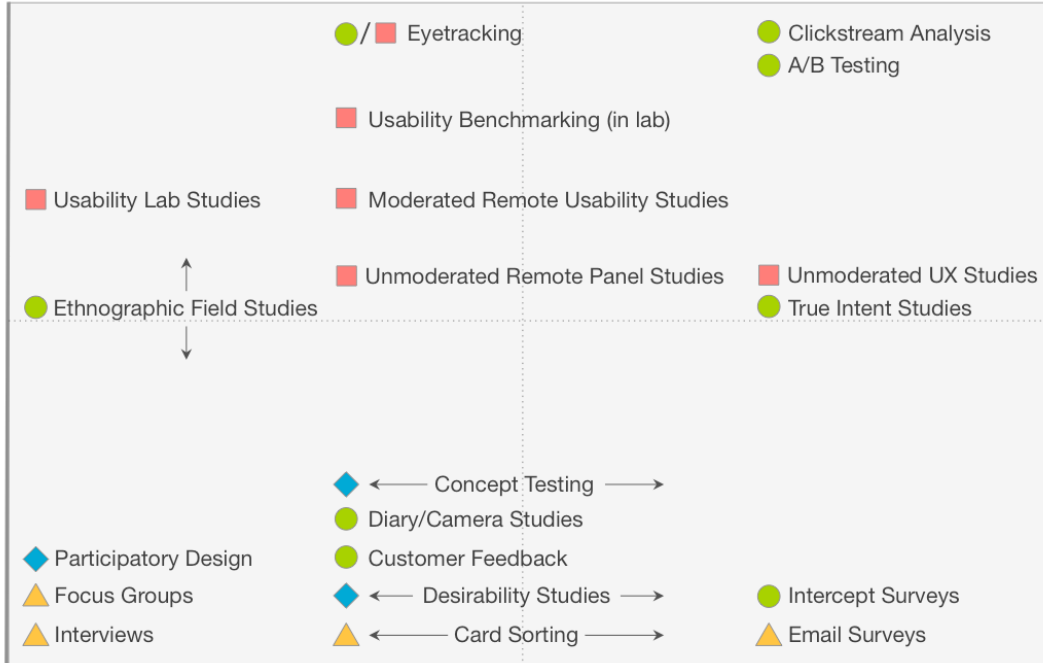 / Eyetracking
Clickstream Analysis
A/B Testing
Usability Benchmarking (in lab)
Usability Lab Studies
Moderated Remote Usability Studies
Unmoderated Remote Panel Studies
Unmoderated UX Studies
Ethnographic Field Studies
True Intent Studies
Concept Testing
Diary/Camera Studies
Participatory Design
Customer Feedback
Focus Groups
Desirability Studies
Intercept Surveys
Interviews
Card Sorting
Email Surveys